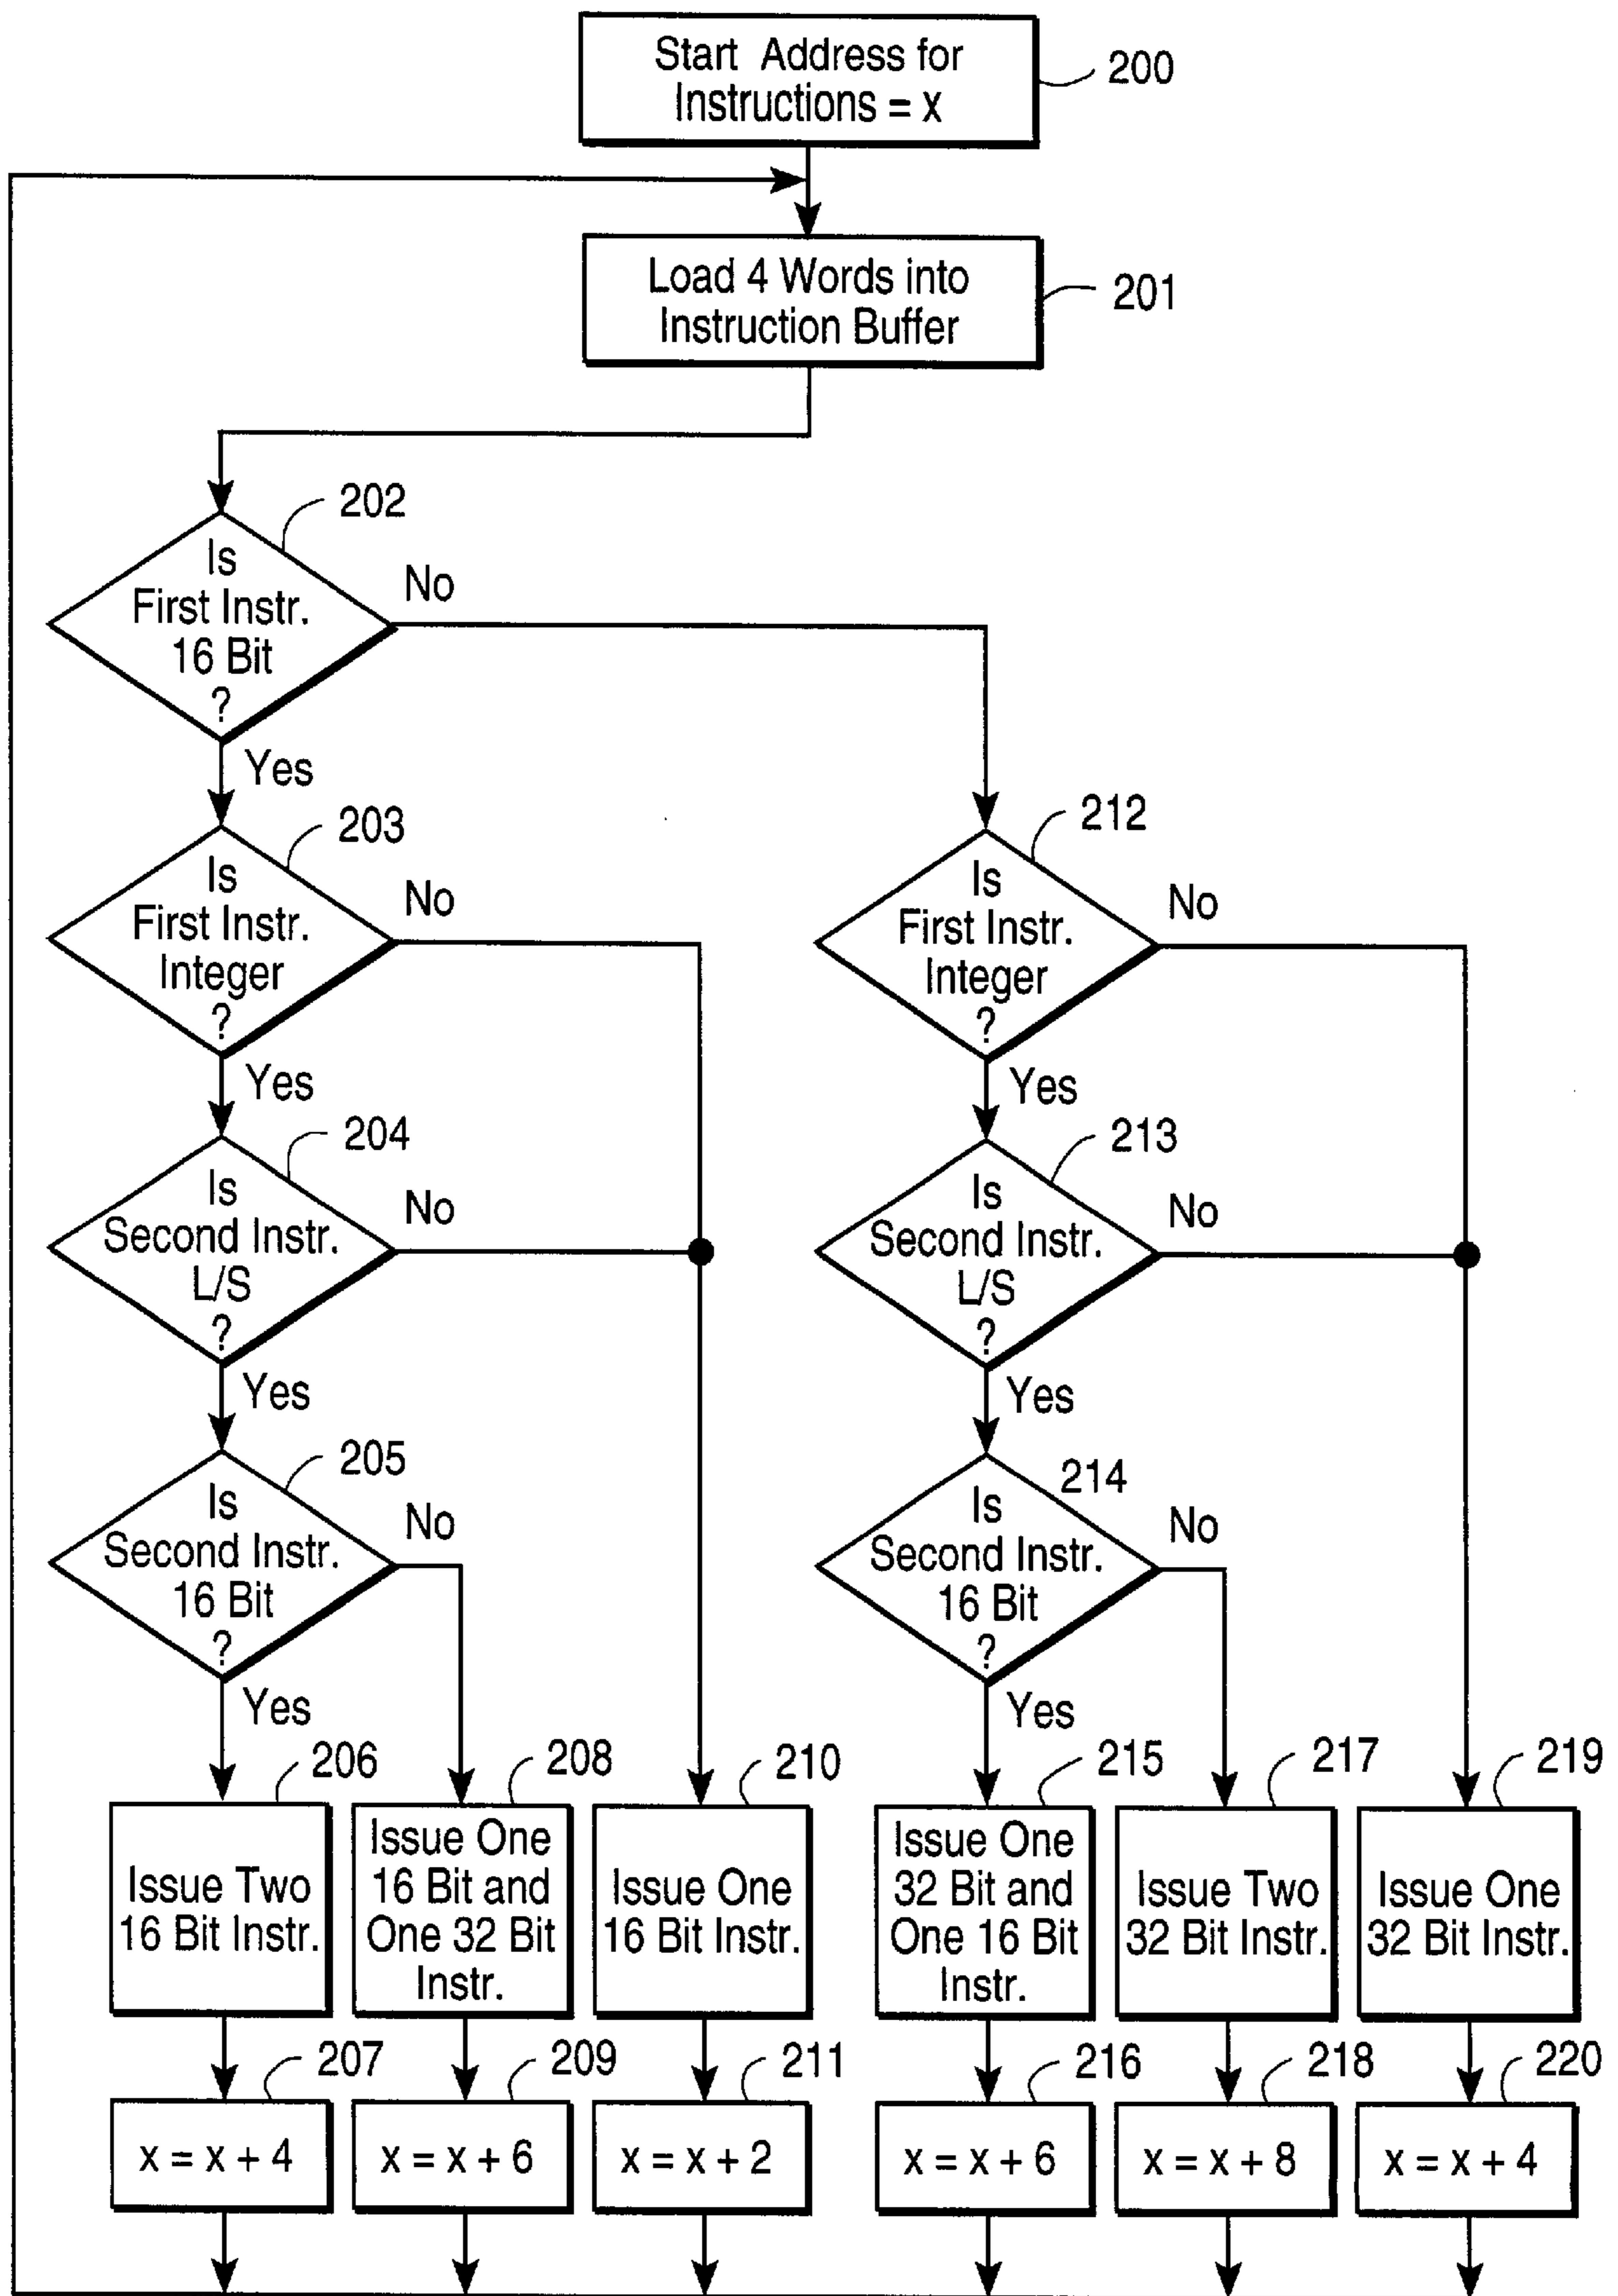 Start Address for
Instructions = x
200
Load 4 Words into
Instruction Buffer
201
202
Is
First Instr.
16 Bit
?
No
Yes
203
Is
First Instr.
Integer
?
No
Yes
204
Is
Second Instr.
L/S
?
No
Yes
205
Is
Second Instr.
16 Bit
?
No
Yes
212
Is
First Instr.
Integer
?
No
Yes
213
Is
Second Instr.
L/S
?
No
Yes
214
Is
Second Instr.
16 Bit
?
No
Yes
206
Issue Two
16 Bit Instr.
208
Issue One
16 Bit and
One 32 Bit
Instr.
210
Issue One
16 Bit Instr.
215
Issue One
32 Bit and
One 16 Bit
Instr.
217
Issue Two
32 Bit Instr.
219
Issue One
32 Bit Instr.
207
x = x + 4
209
x = x + 6
211
x = x + 2
216
x = x + 6
218
x = x + 8
220
x = x + 4